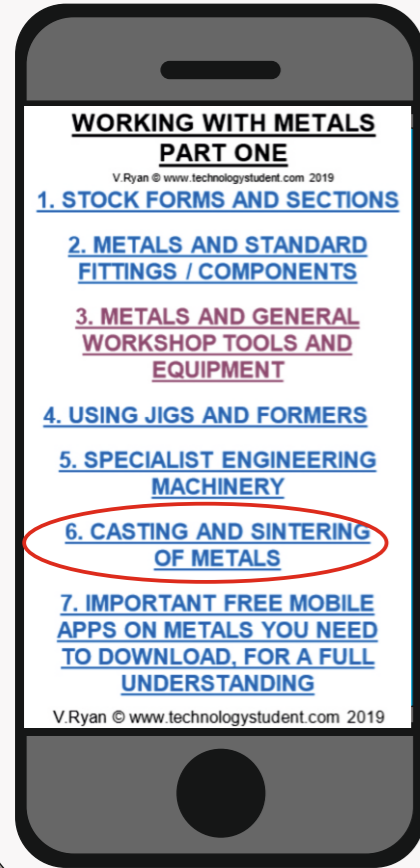 WORKING WITH METALS
PART ONE
V.Ryan © www.technologystudent.com 2019
1. STOCK FORMS AND SECTIONS
2. METALS AND STANDARD
FITTINGS / COMPONENTS
3. METALS AND GENERAL
WORKSHOP TOOLS AND
EQUIPMENT
4. USING JIGS AND FORMERS
5. SPECIALIST ENGINEERING
MACHINERY
6. CASTING AND SINTERING
OF METALS
7. IMPORTANT FREE MOBILE
APPS ON METALS YOU NEED
TO DOWNLOAD, FOR A FULL
UNDERSTANDING
V.Ryan © www.technologystudent.com 2019